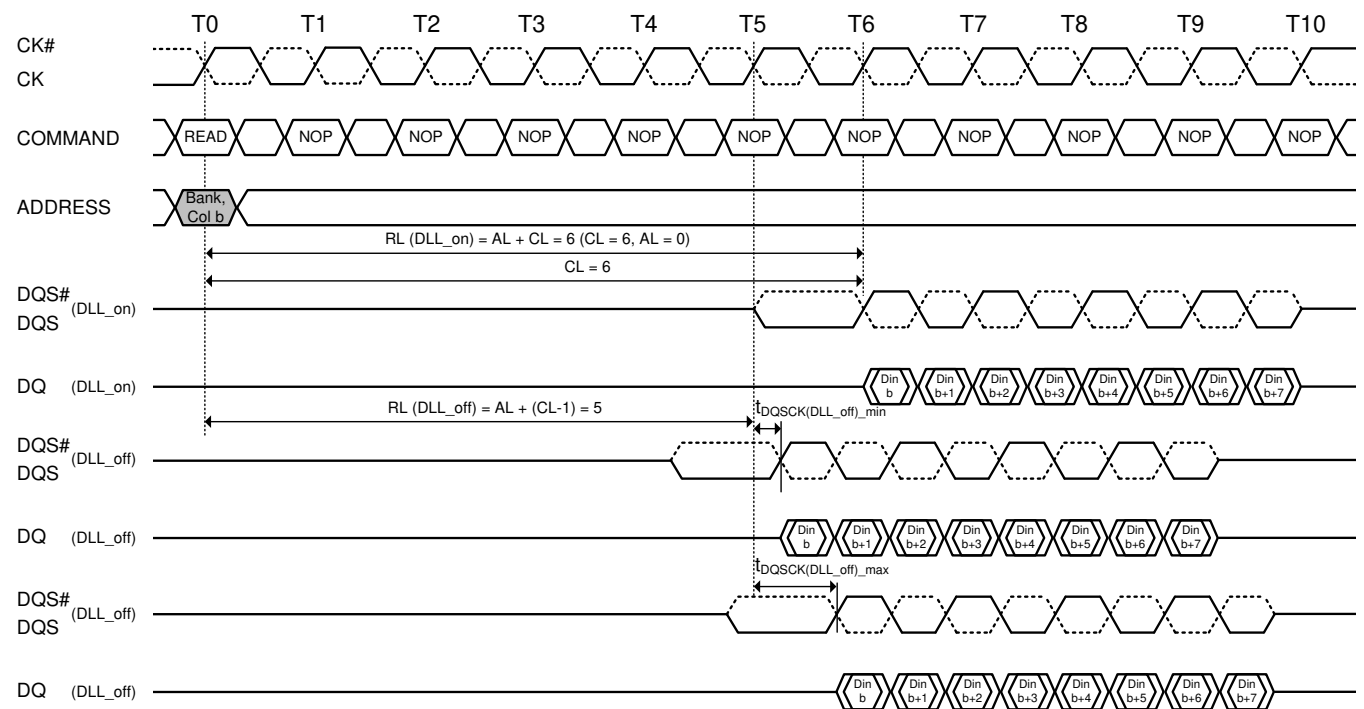 T0 T1 T2 T3 T4 T5 T6 T7 T8 T9 T10
CK#
CK
COMMAND READ NOP NOP NOP NOP NOP NOP NOP NOP NOP NOP
ADDRESS
Bank,
Col b
RL (DLL_on) = AL + CL = 6 (CL = 6, AL = 0)
CL = 6
DQS#
(DLL_on)
DQS
DQ (DLL_on)
Din Din Din Din Din Din Din Din
b b+1 b+2 b+3 b+4 b+5 b+6 b+7
RL (DLL_off) = AL + (CL-1) = 5
tDQSCK(DLL_off)_min
DQS#
(DLL_off)
DQS
DQ (DLL_off)
Din Din Din Din Din Din Din Din
b b+1 b+2 b+3 b+4 b+5 b+6 b+7
tDQSCK(DLL_off)_max
DQS#
(DLL_off)
DQS
DQ (DLL_off)
Din Din Din Din Din Din Din Din
b b+1 b+2 b+3 b+4 b+5 b+6 b+7